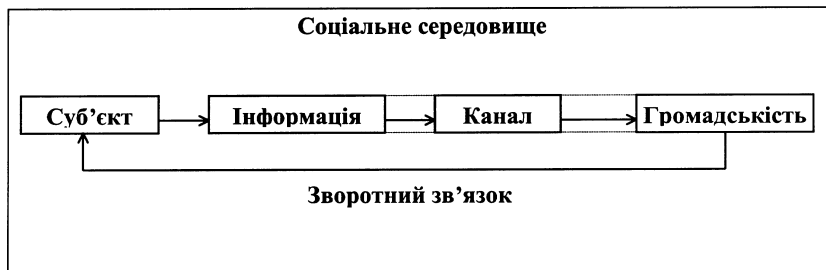 Соціальне середовище
Суб’єкт
Інформація
Канал
Громадськість
Зворотний зв’язок